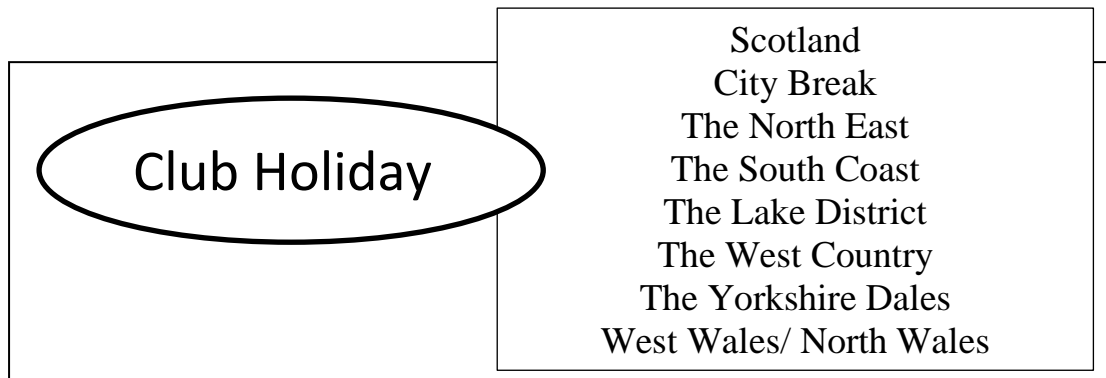 Club Holiday
Scotland
City Break
The North East
The South Coast
The Lake District
The West Country
The Yorkshire Dales
West Wales/ North Wales